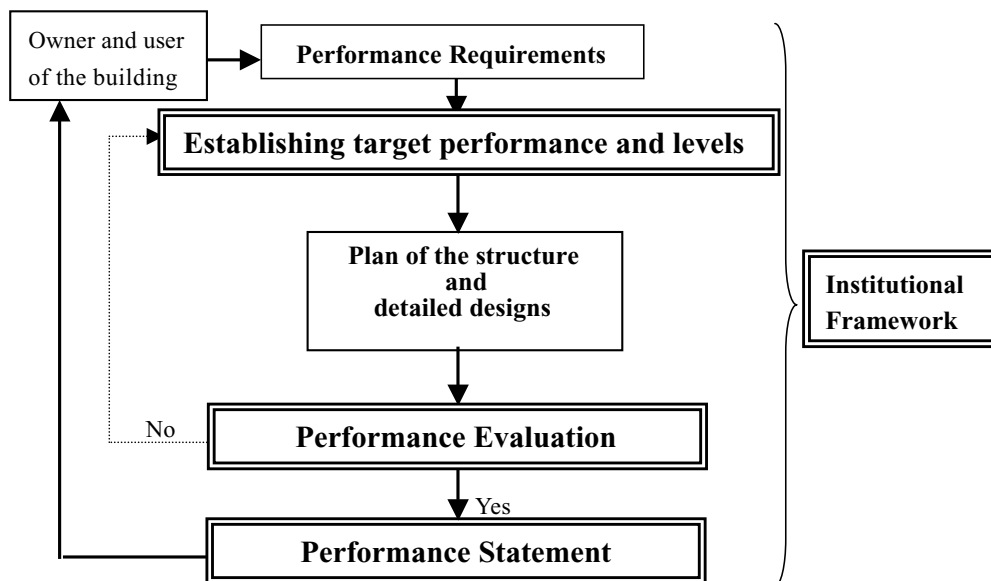 Owner and user
of the building
Performance Requirements
Establishing target performance and levels
Plan of the structure
and
detailed designs
Institutional
Framework
No
Performance Evaluation
Yes
Performance Statement